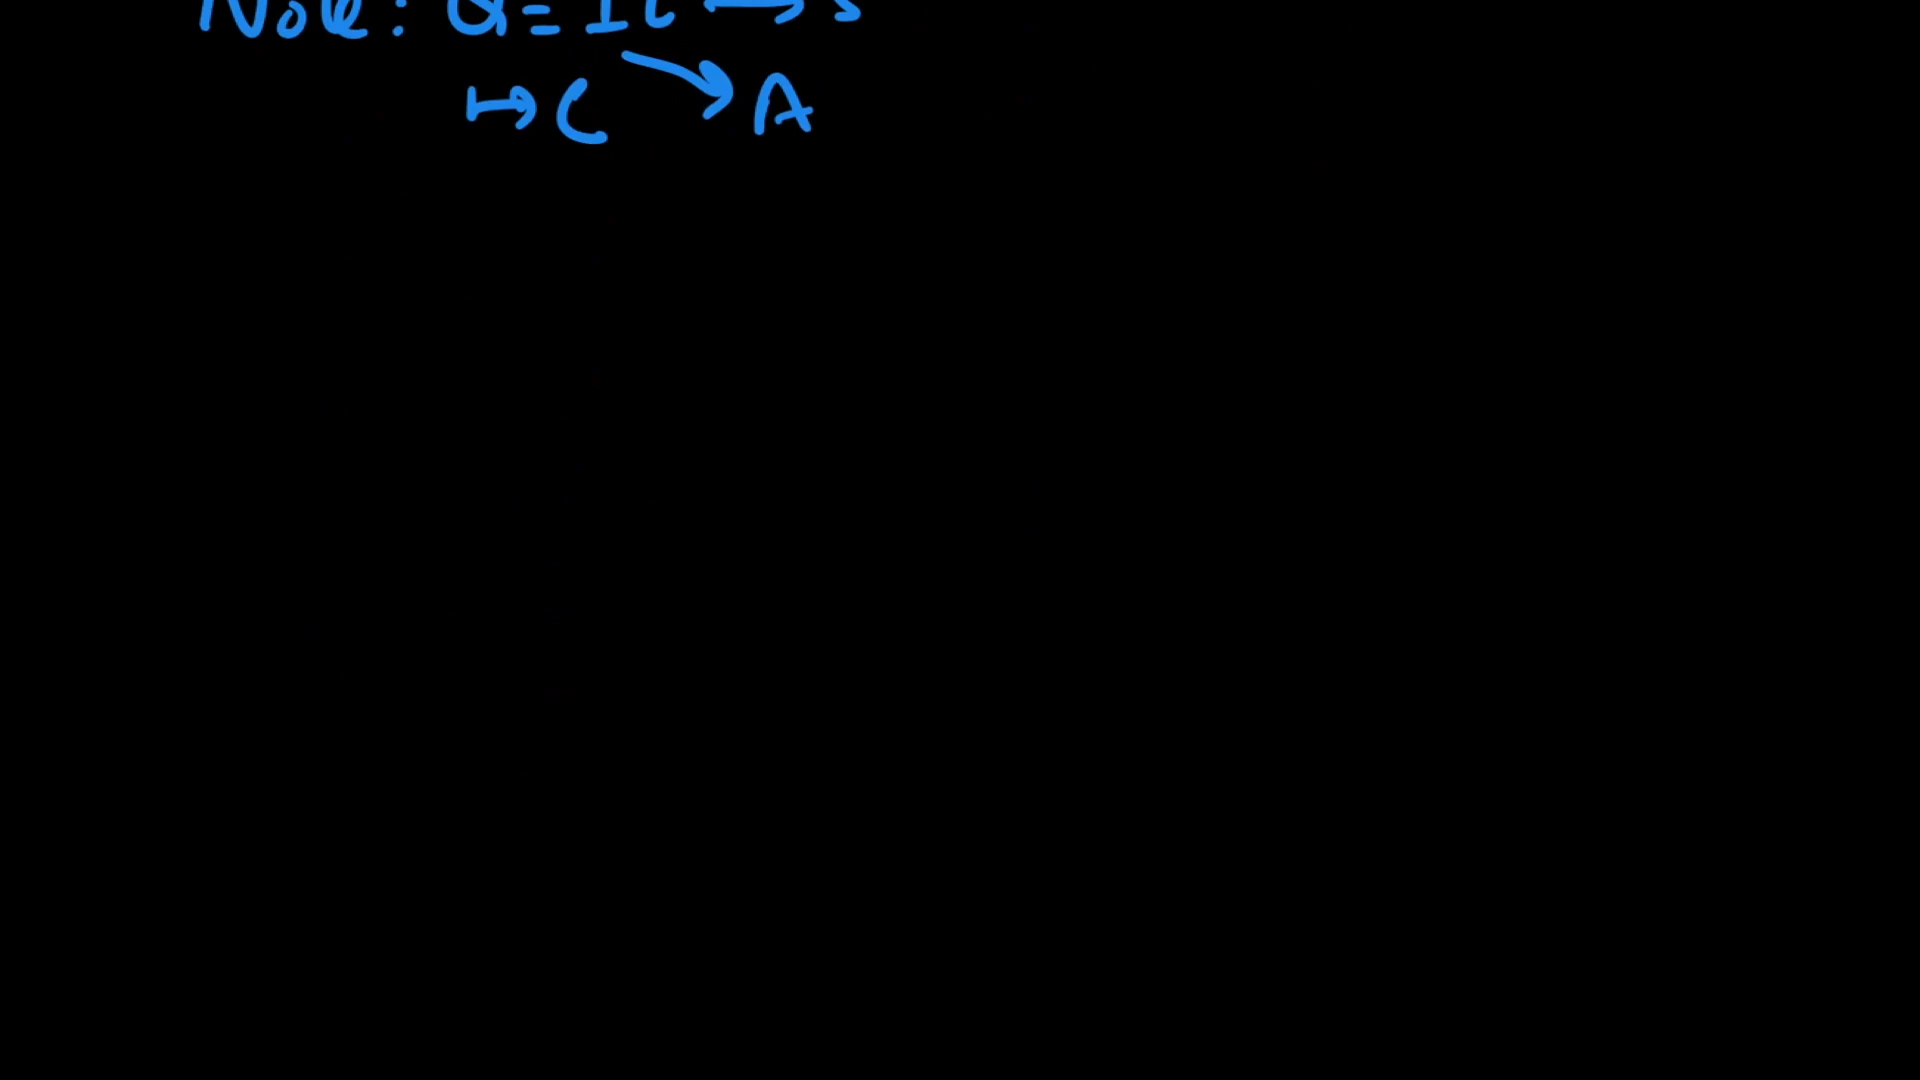 Note: Q = It → s
↦ C ↘ A